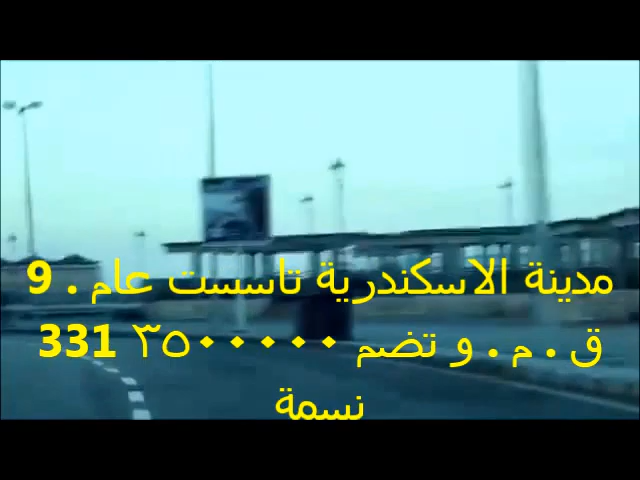 مدينة الاسكندرية تاسست عام . 9
ق . م . و تضم ٣٥٠٠٠٠٠ 331
نسمة